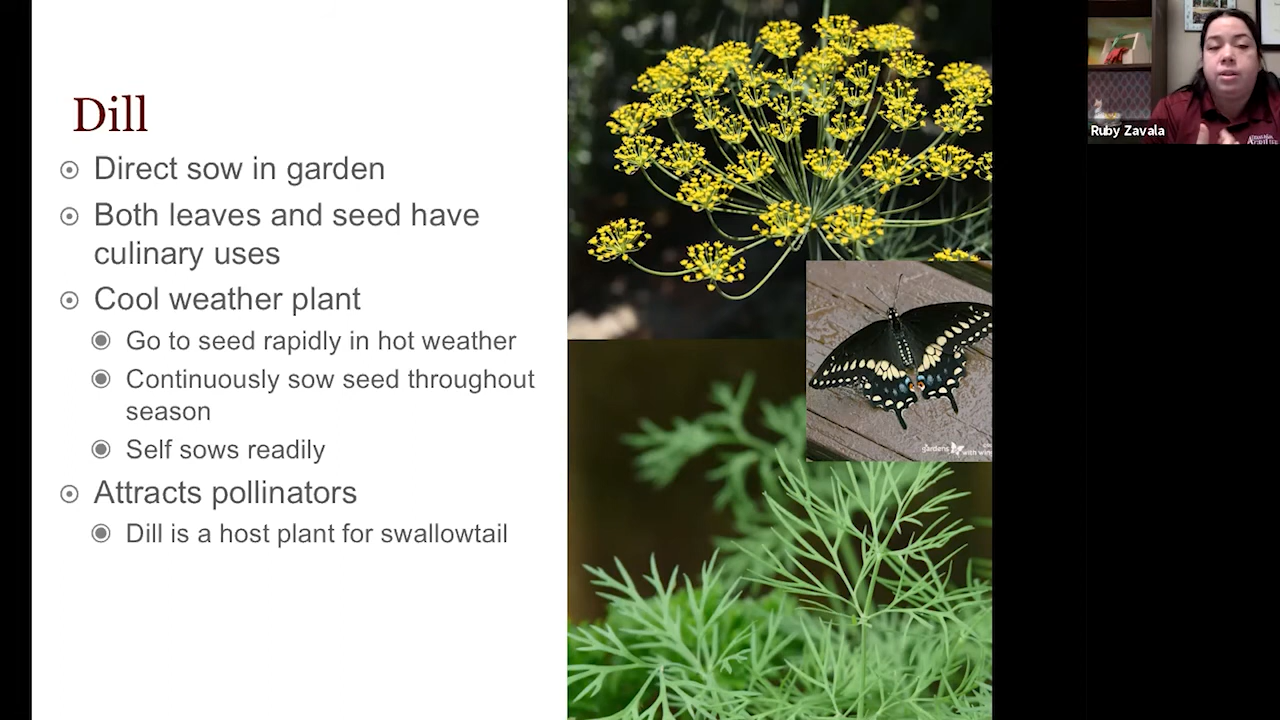 Dill
Direct sow in garden
Both leaves and seed have
culinary uses
Cool weather plant
Go to seed rapidly in hot weather
Continuously sow seed throughout
season
Self sows readily
Attracts pollinators
Dill is a host plant for swallowtail
gardens
with
Ruby Zavala